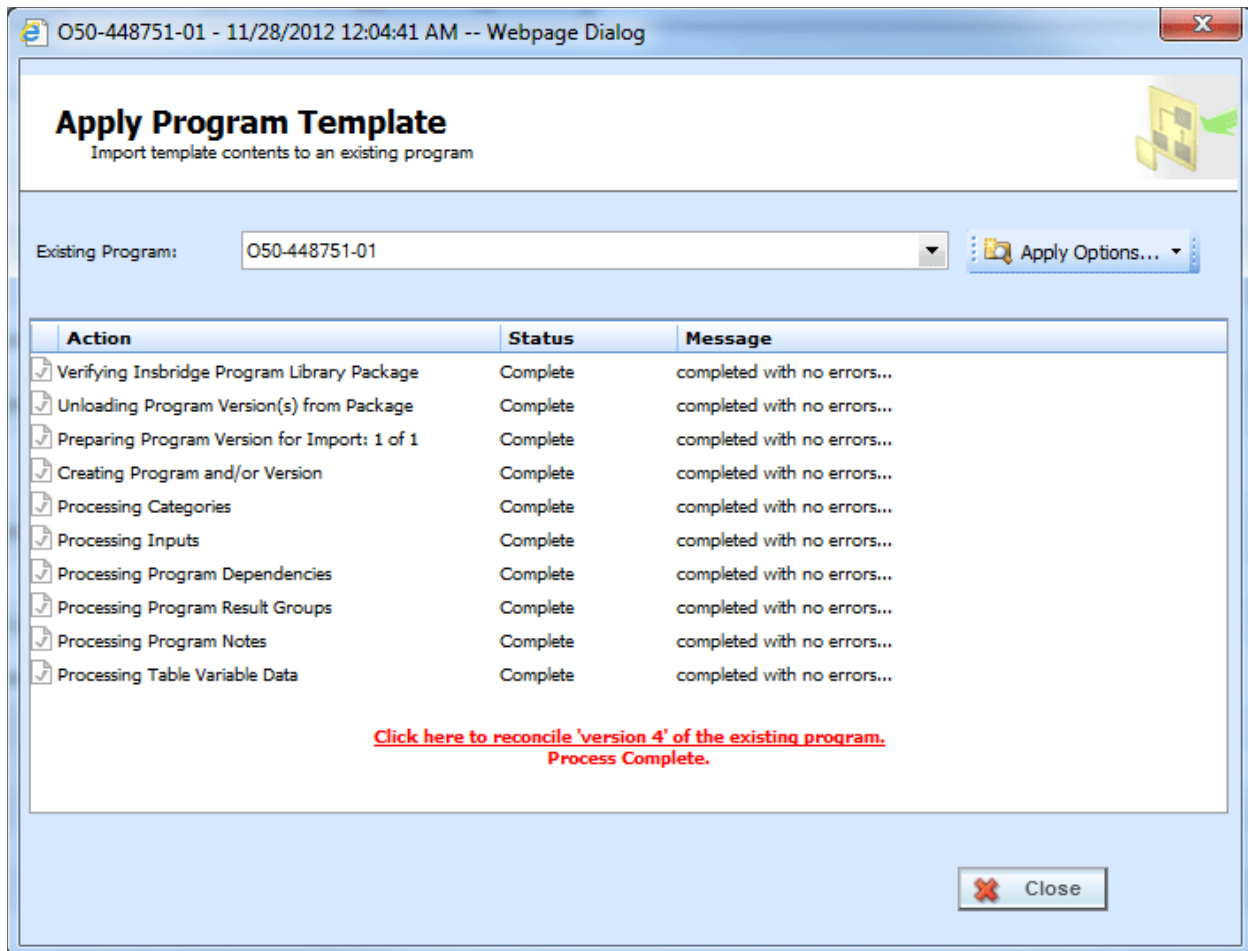 O50-448751-01 - 11/28/2012 12:04:41 AM -- Webpage Dialog
Apply Program Template
Import template contents to an existing program
Existing Program: O50-448751-01 Apply Options...
Action Status Message
Verifying Insbridge Program Library Package Complete completed with no errors...
Unloading Program Version(s) from Package Complete completed with no errors...
Preparing Program Version for Import: 1 of 1 Complete completed with no errors...
Creating Program and/or Version Complete completed with no errors...
Processing Categories Complete completed with no errors...
Processing Inputs Complete completed with no errors...
Processing Program Dependencies Complete completed with no errors...
Processing Program Result Groups Complete completed with no errors...
Processing Program Notes Complete completed with no errors...
Processing Table Variable Data Complete completed with no errors...
Click here to reconcile 'version 4' of the existing program.
Process Complete.
Close